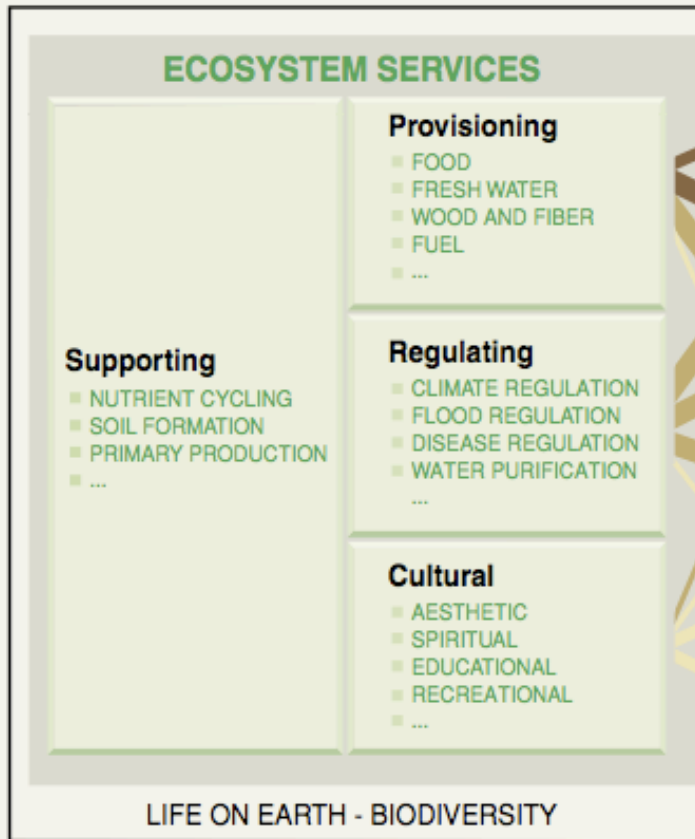 ECOSYSTEM SERVICES
Supporting
NUTRIENT CYCLING
SOIL FORMATION
PRIMARY PRODUCTION
...
Provisioning
FOOD
FRESH WATER
WOOD AND FIBER
FUEL
...
Regulating
CLIMATE REGULATION
FLOOD REGULATION
DISEASE REGULATION
WATER PURIFICATION
...
Cultural
AESTHETIC
SPIRITUAL
EDUCATIONAL
RECREATIONAL
...
LIFE ON EARTH - BIODIVERSITY